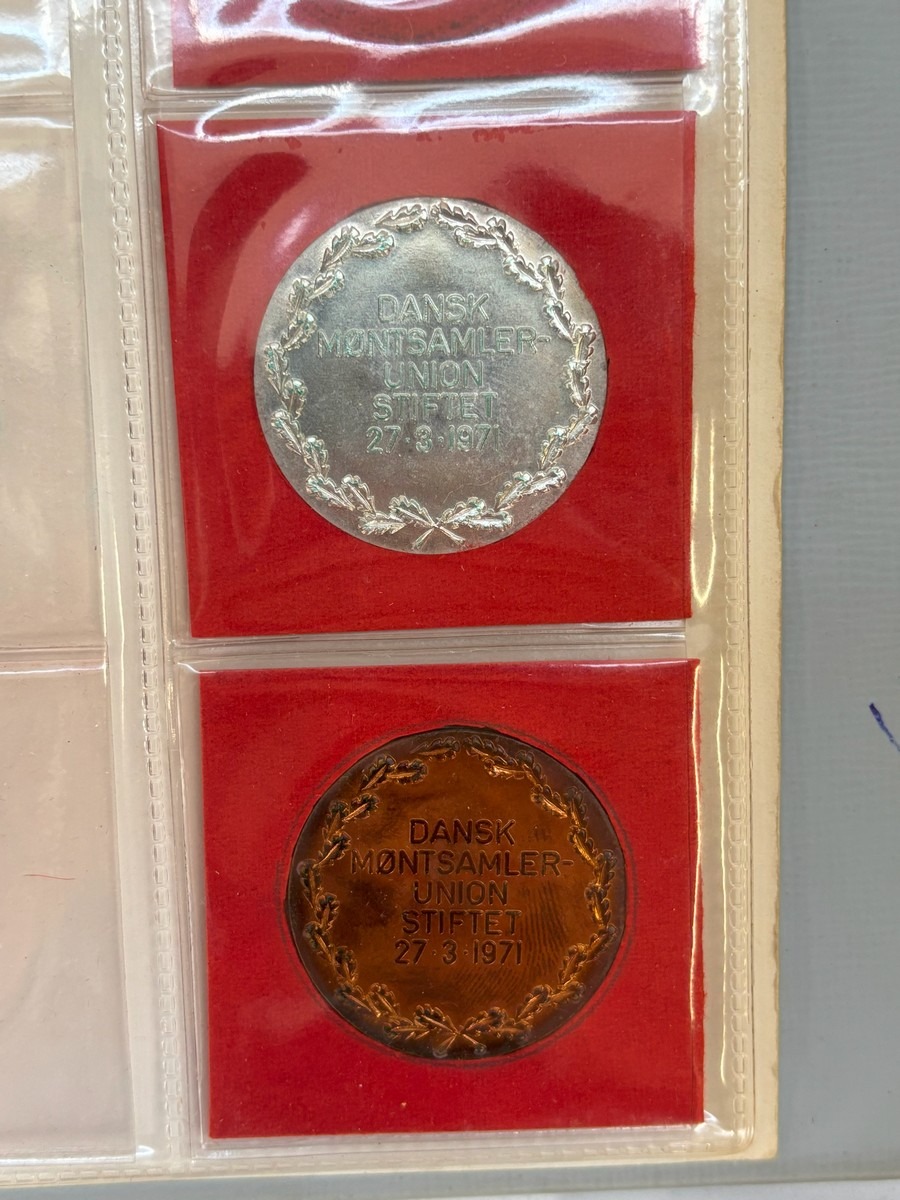 DANSK
MØNTSAMLER-
UNION
STIFTET
27·3·1971
DANSK
MØNTSAMLER-
UNION
STIFTET
27·3·1971